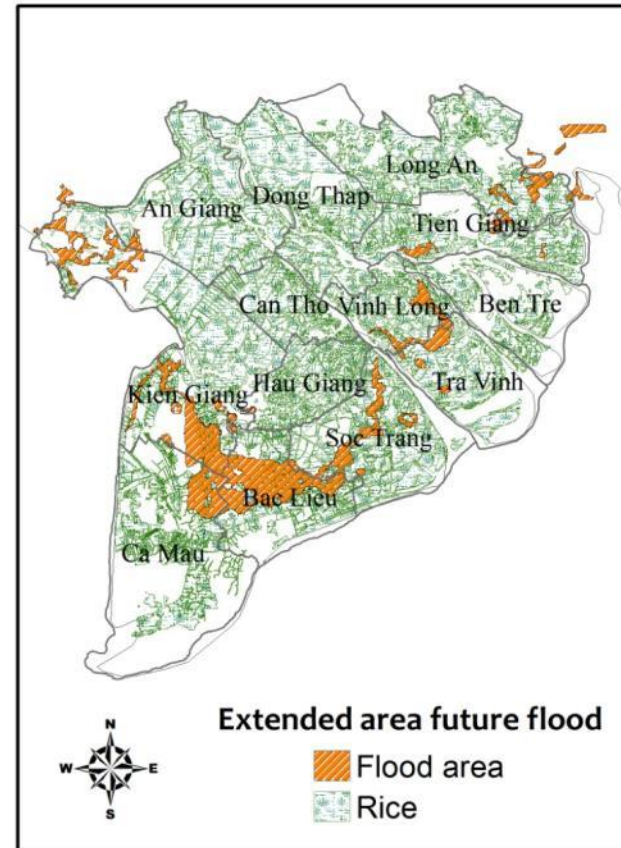 Long An
Dong Thap
An Giang
Tien Giang
Can Tho
Vinh Long
Ben Tre
Hau Giang
Tra Vinh
Kien Giang
Soc Trang
Bac Lieu
Ca Mau
Extended area future flood
N
W
E
S
Flood area
Rice